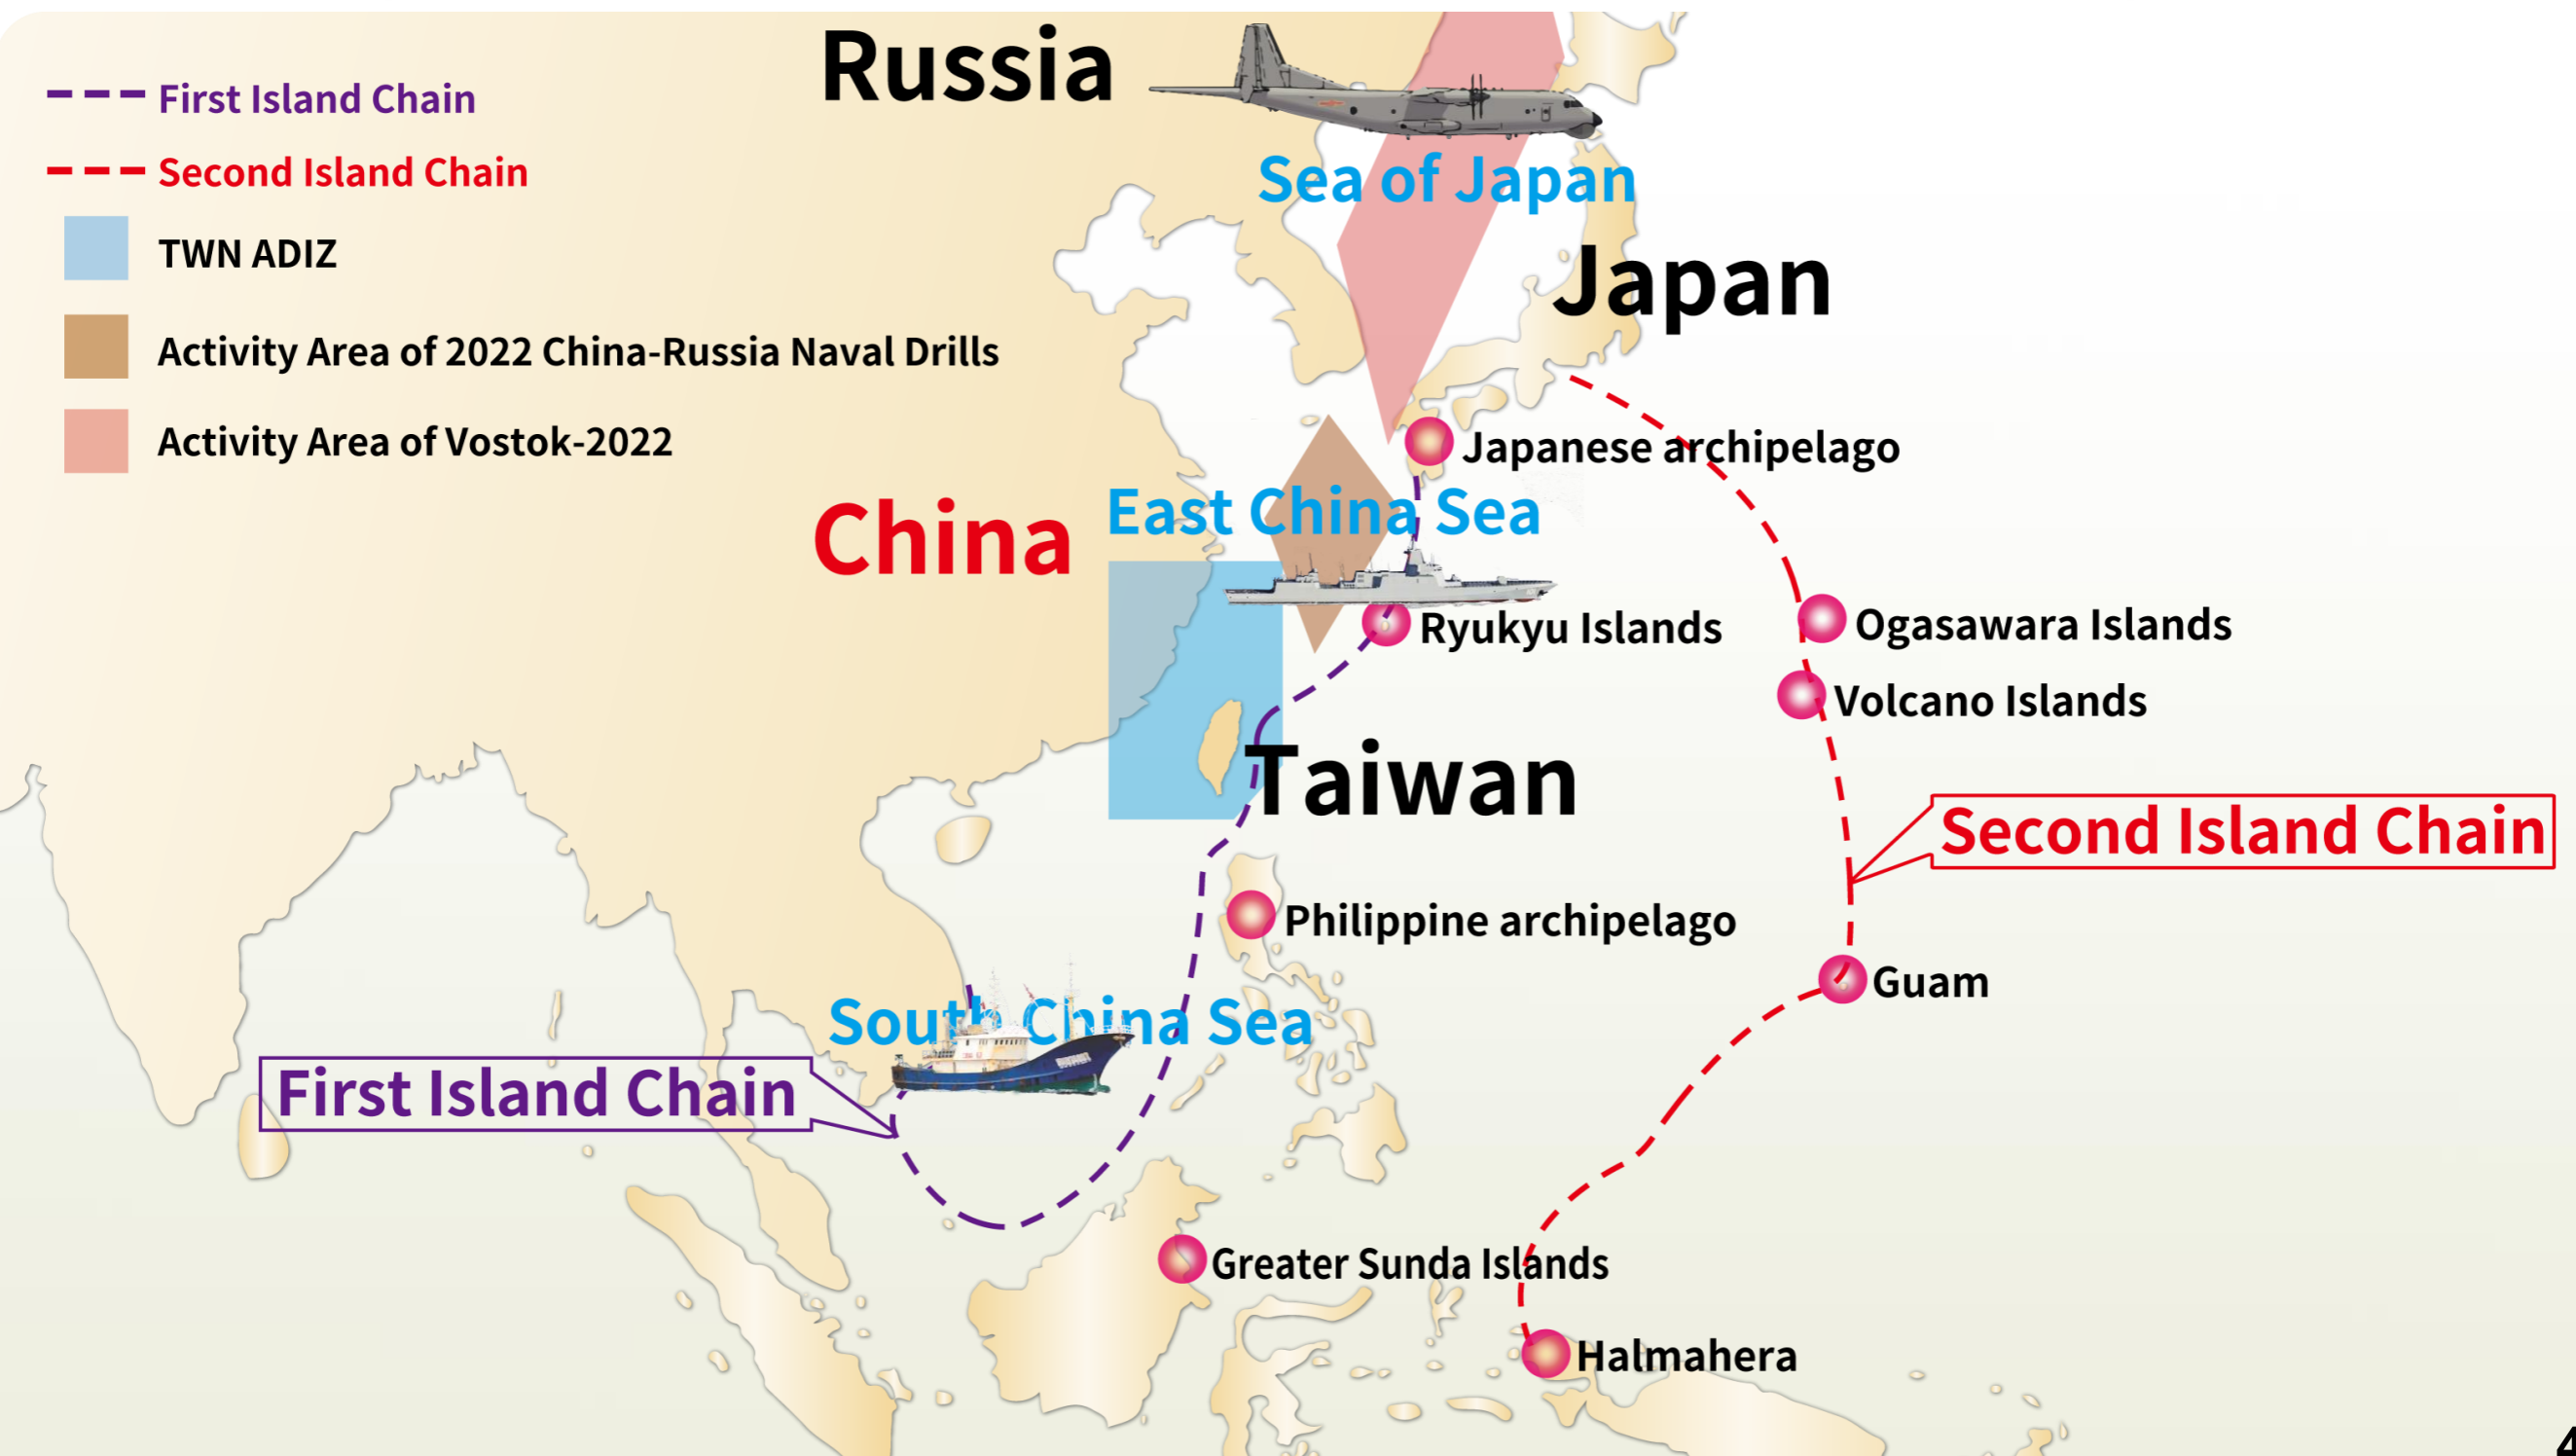 Russia
First Island Chain
Second Island Chain
Sea of Japan
TWN ADIZ
Japan
Activity Area of 2022 China-Russia Naval Drills
Activity Area of Vostok-2022
Japanese archipelago
China
East China Sea
Ryukyu Islands
Ogasawara Islands
Volcano Islands
Taiwan
Second Island Chain
Philippine archipelago
Guam
South China Sea
First Island Chain
Greater Sunda Islands
Halmahera